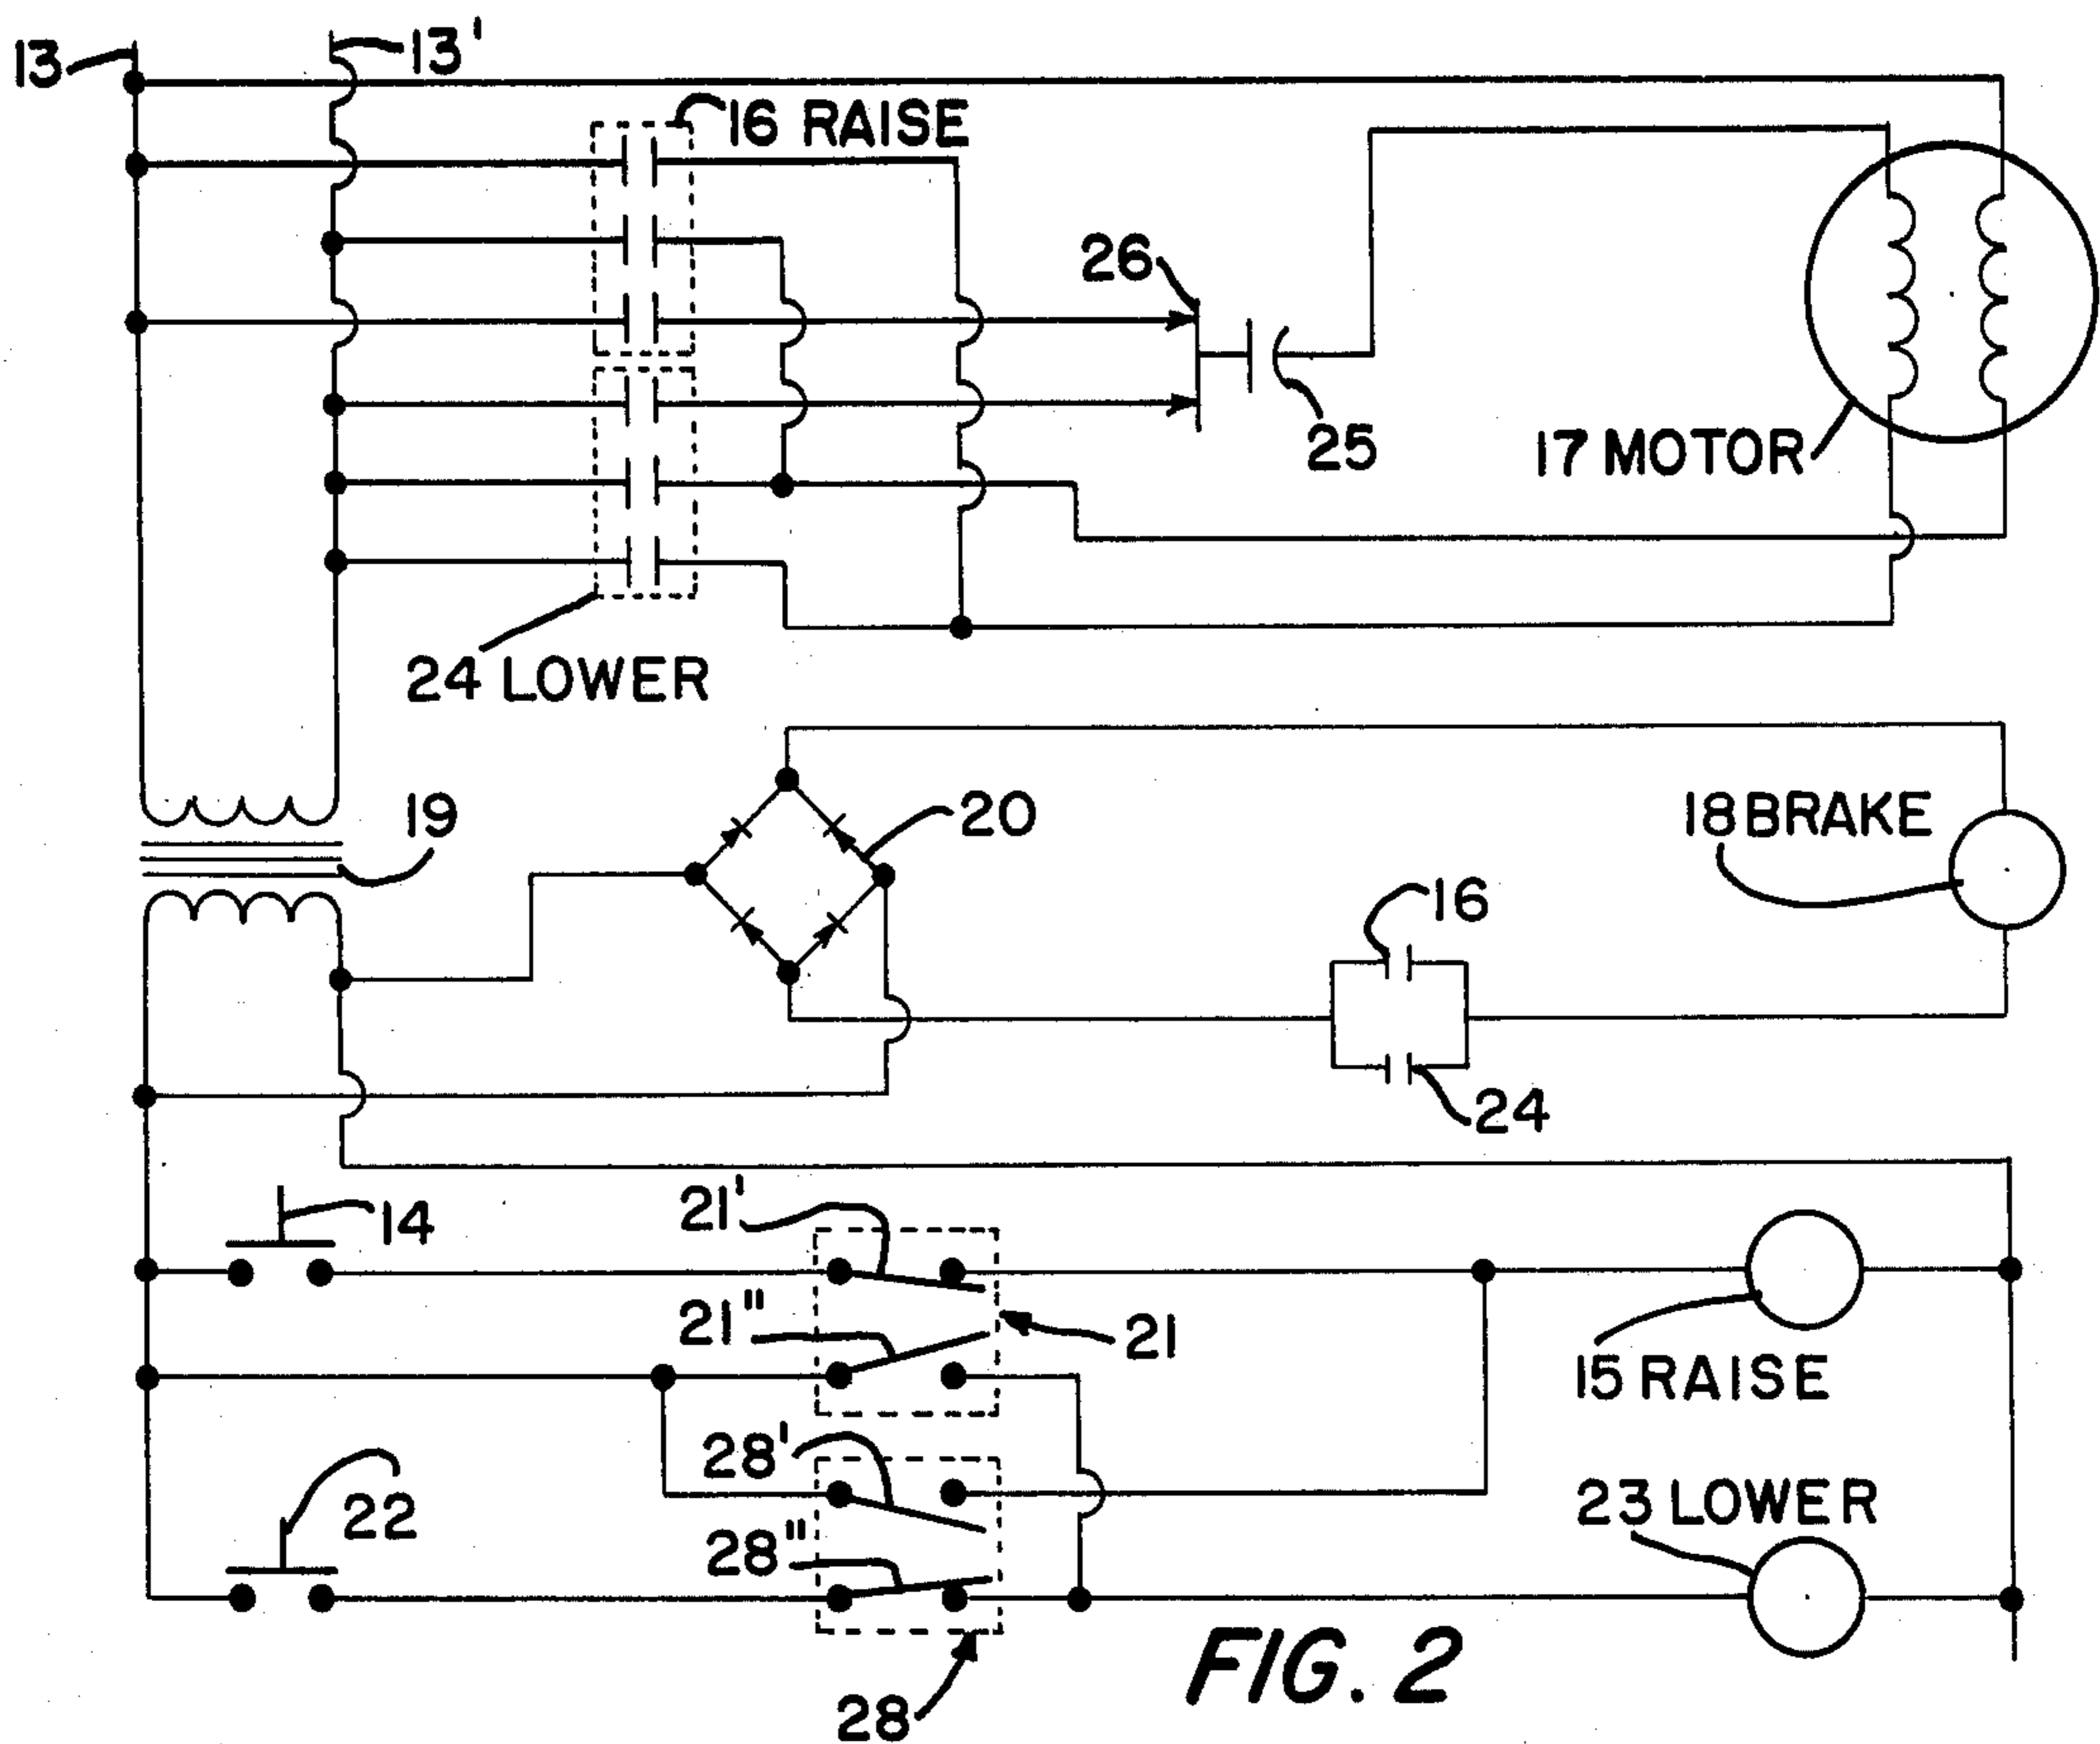 13
13'
16 RAISE
26
25
17 MOTOR
24 LOWER
19
20
18 BRAKE
16
24
14
21'
21"
21
15 RAISE
28'
22
23 LOWER
28"
28
FIG. 2